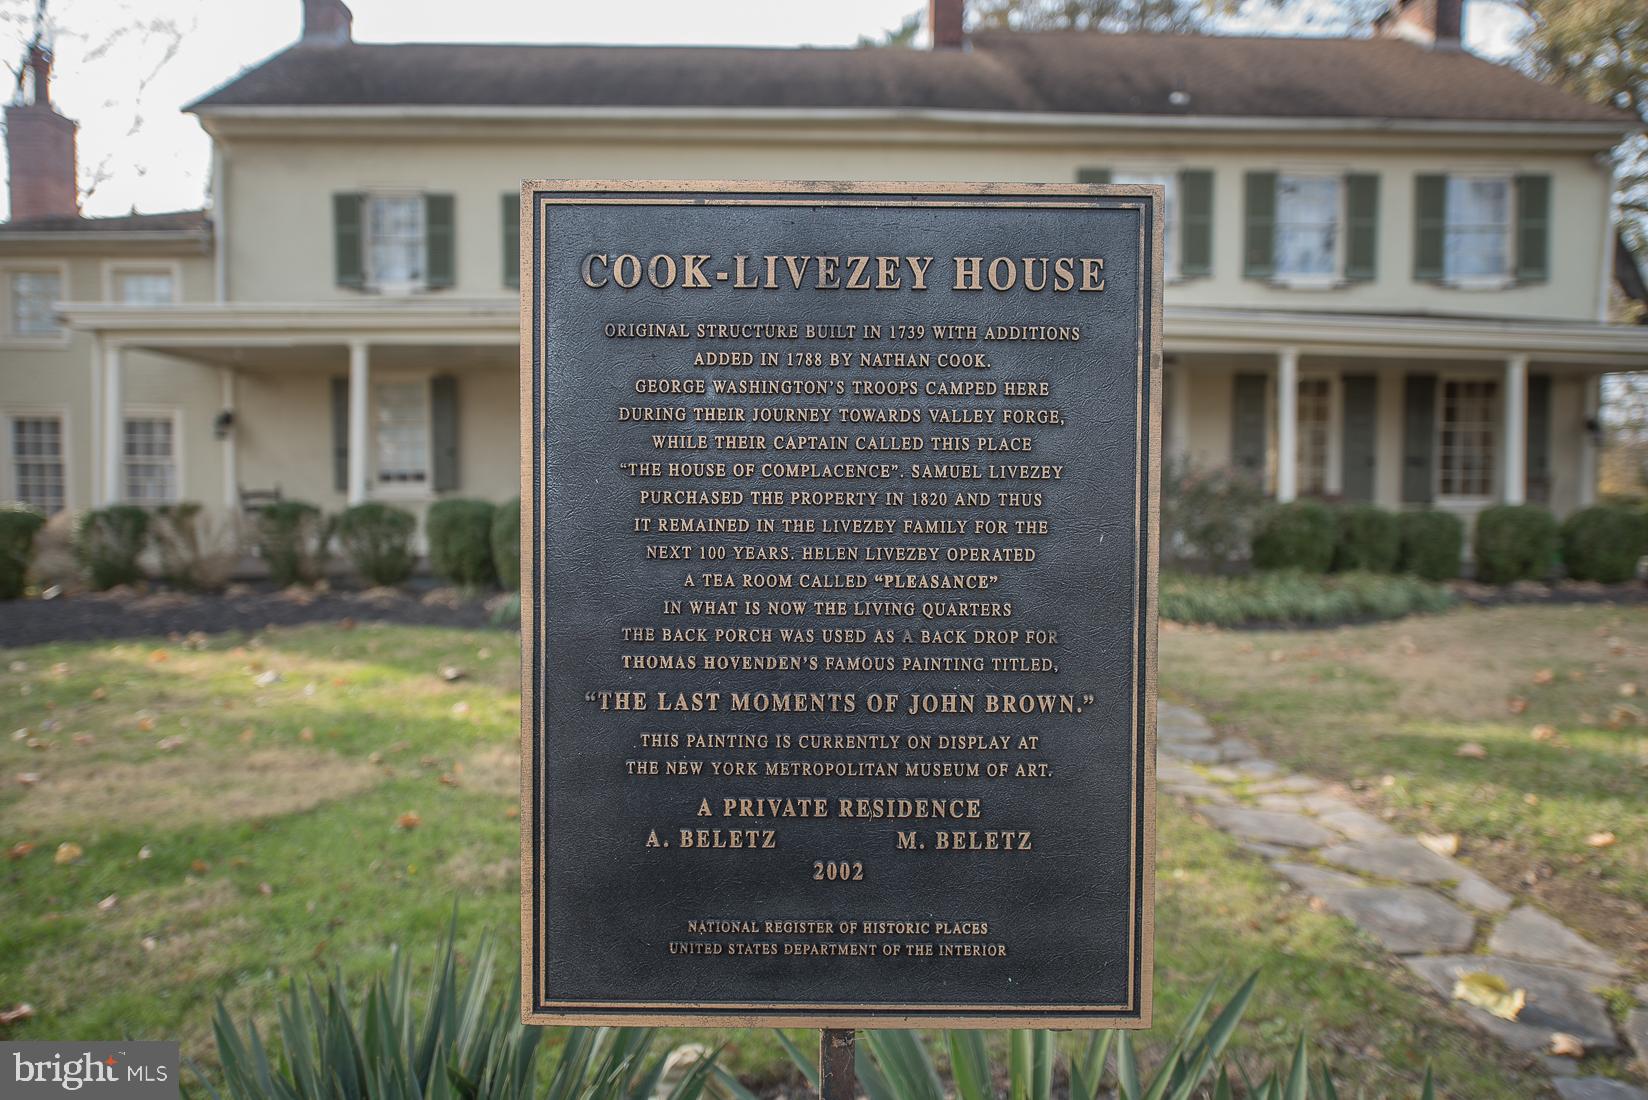 COOK-LIVEZEY HOUSE
ORIGINAL STRUCTURE BUILT IN 1739 WITH ADDITIONS
ADDED IN 1788 BY NATHAN COOK.
GEORGE WASHINGTON'S TROOPS CAMPED HERE
DURING THEIR JOURNEY TOWARDS VALLEY FORGE,
WHILE THEIR CAPTAIN CALLED THIS PLACE
"THE HOUSE OF COMPLACENCE". SAMUEL LIVEZEY
PURCHASED THE PROPERTY IN 1820 AND THUS
IT REMAINED IN THE LIVEZEY FAMILY FOR THE
NEXT 100 YEARS. HELEN LIVEZEY OPERATED
A TEA ROOM CALLED "PLEASANCE"
IN WHAT IS NOW THE LIVING QUARTERS
THE BACK PORCH WAS USED AS A BACK DROP FOR
THOMAS HOVENDEN'S FAMOUS PAINTING TITLED,
"THE LAST MOMENTS OF JOHN BROWN."
THIS PAINTING IS CURRENTLY ON DISPLAY AT
THE NEW YORK METROPOLITAN MUSEUM OF ART.
A PRIVATE RESIDENCE
A. BELETZ M. BELETZ
2002
NATIONAL REGISTER OF HISTORIC PLACES
UNITED STATES DEPARTMENT OF THE INTERIOR
bright MLS